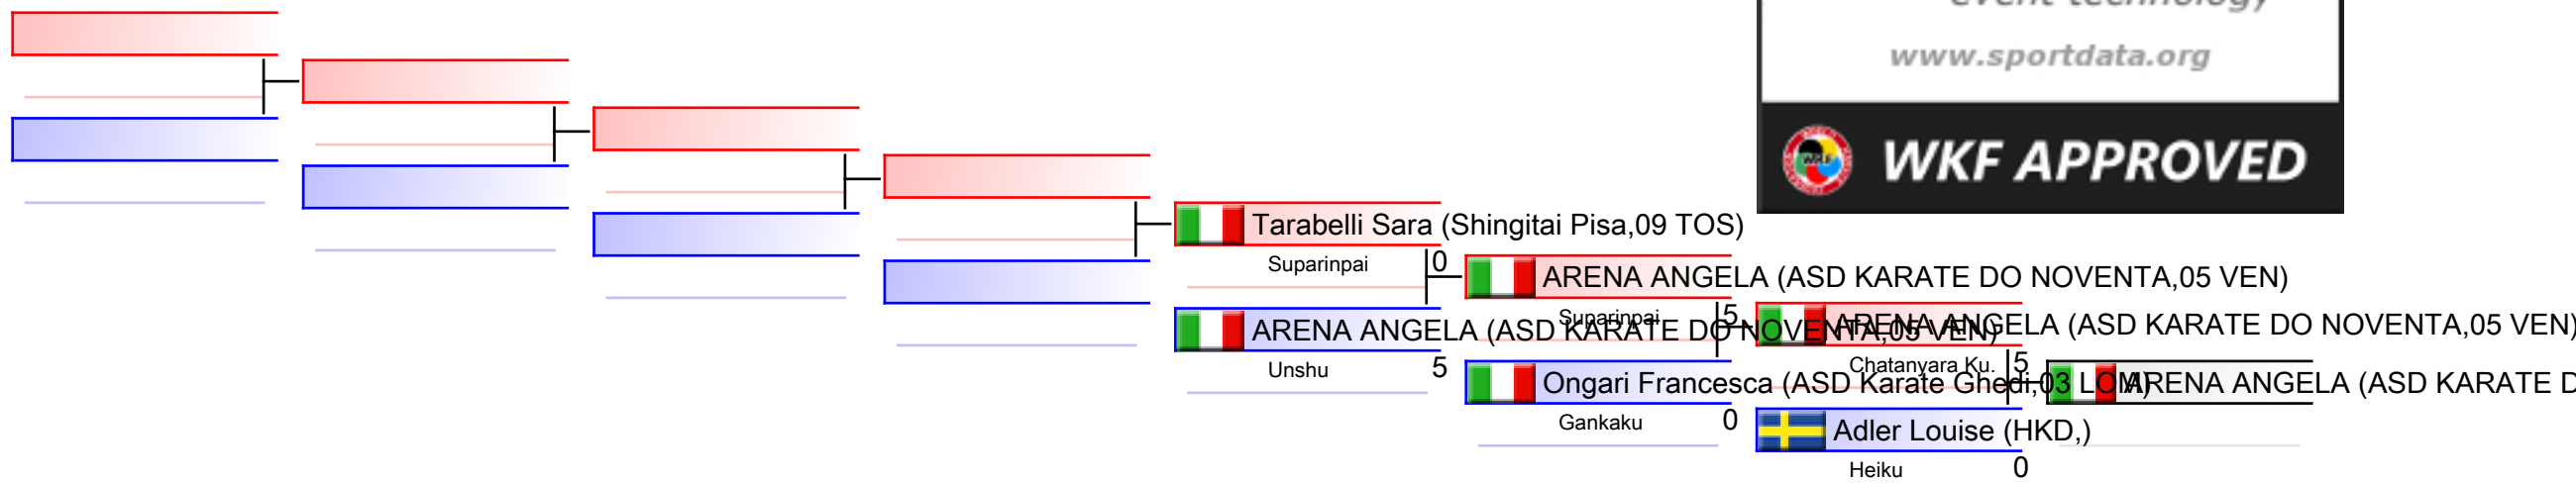 event technology
www.sportdata.org
WKF APPROVED
Tarabelli Sara (Shingitai Pisa,09 TOS)
Suparinpai
0
ARENA ANGELA (ASD KARATE DO NOVENTA,05 VEN)
Unshu
5
ARENA ANGELA (ASD KARATE DO NOVENTA,05 VEN)
Suparinpai
5
Ongari Francesca (ASD Karate Ghedi,03 LOM)
Gankaku
0
ARENA ANGELA (ASD KARATE DO NOVENTA,05 VEN)
Chatanyara Ku.
5
Adler Louise (HKD,)
Heiku
0
ARENA ANGELA (ASD KARATE D